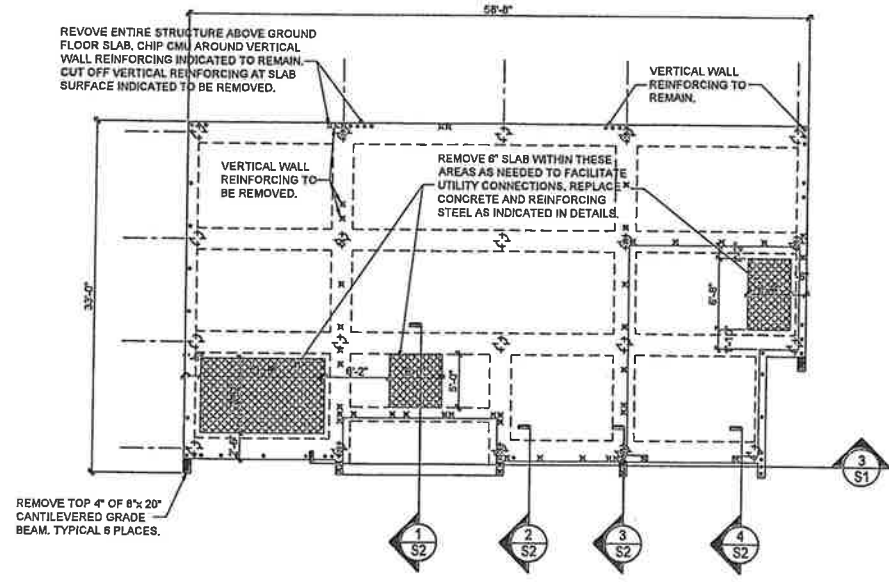 56'-8"
REVOVE ENTIRE STRUCTURE ABOVE GROUND
FLOOR SLAB, CHIP CMU AROUND VERTICAL
WALL REINFORCING INDICATED TO REMAIN.
CUT OFF VERTICAL REINFORCING AT SLAB
SURFACE INDICATED TO BE REMOVED.
VERTICAL WALL
REINFORCING TO
REMAIN.
VERTICAL WALL
REINFORCING TO
BE REMOVED.
REMOVE 6" SLAB WITHIN THESE
AREAS AS NEEDED TO FACILITATE
UTILITY CONNECTIONS, REPLACE
CONCRETE AND REINFORCING
STEEL AS INDICATED IN DETAILS.
33'-0"
6'-8"
6'-2"
5'-0"
2'-6"
REMOVE TOP 4" OF 8"x 20"
CANTILEVERED GRADE
BEAM. TYPICAL 6 PLACES.
3
S1
1
S2
2
S2
3
S2
4
S2